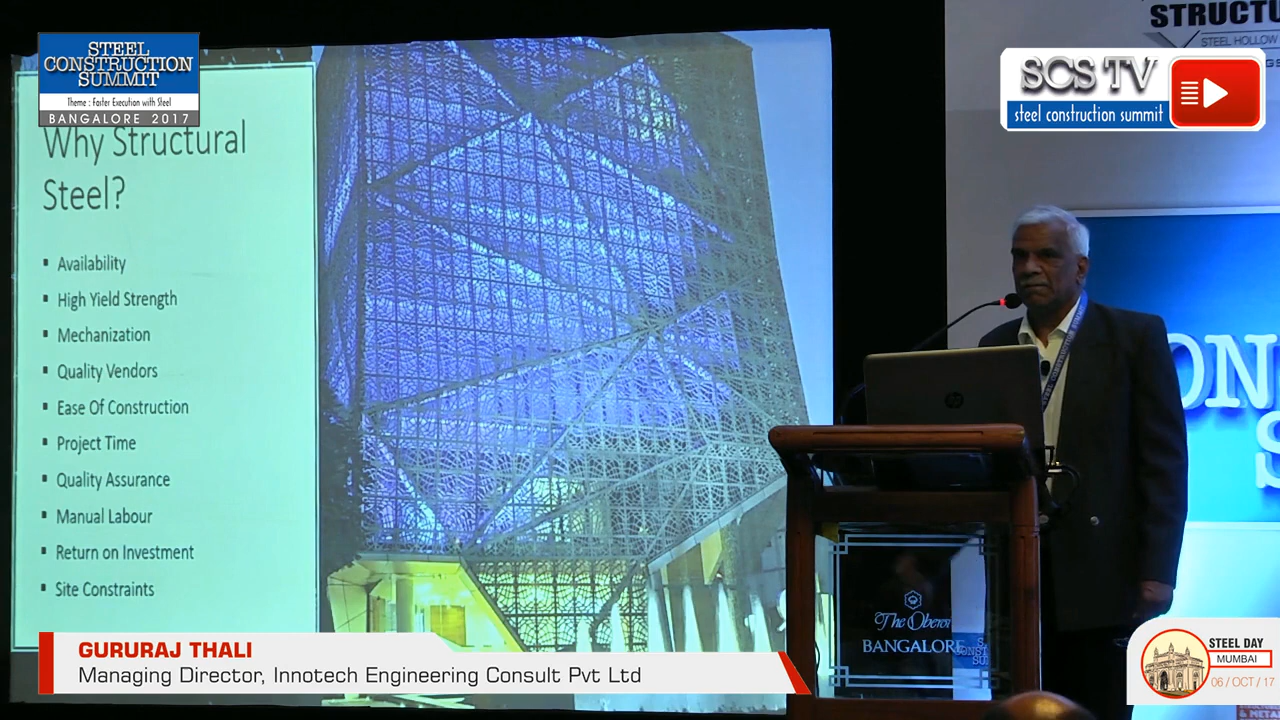 STEEL
CONSTRUCTION
SUMMIT
Theme : Faster Execution with Steel
BANGALORE 2017
Why Structural
Steel?
Availability
High Yield Strength
Mechanization
Quality Vendors
Ease Of Construction
Project Time
Quality Assurance
Manual Labour
Return on Investment
Site Constraints
STRUCTU
STEEL HOLLOW
SCS TV
steel construction summit
ON
S
hp
The Obero
BANGALORE
GURURAJ THALI
Managing Director, Innotech Engineering Consult Pvt Ltd
STEEL DAY
MUMBAI
06 / OCT / 17